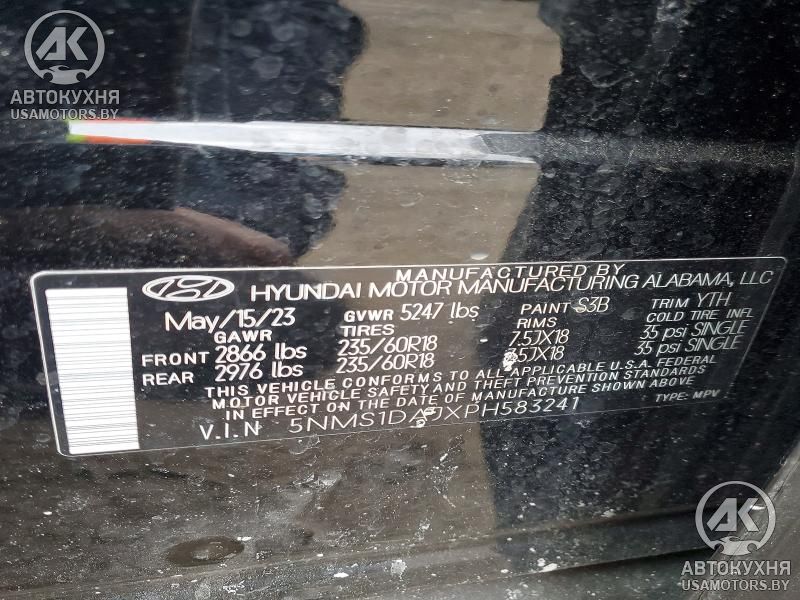 АК
АВТОКУХНЯ
USAMOTORS.BY
MANUFACTURED BY
HYUNDAI MOTOR MANUFACTURING ALABAMA, LLC
May/15/23 GVWR 5247 lbs PAINT S3B TRIM YTH
GAWR TIRES RIMS COLD TIRE INFL
FRONT 2866 lbs 235/60R18 7.5JX18 35 psi SINGLE
REAR 2976 lbs 235/60R18 35 psi SINGLE
THIS VEHICLE CONFORMS TO ALL APPLICABLE U.S.A. FEDERAL
MOTOR VEHICLE SAFETY AND THEFT PREVENTION STANDARDS
IN EFFECT ON THE DATE OF MANUFACTURE SHOWN ABOVE
V.I.N TYPE: MPV
АК
АВТОКУХНЯ
USAMOTORS.BY